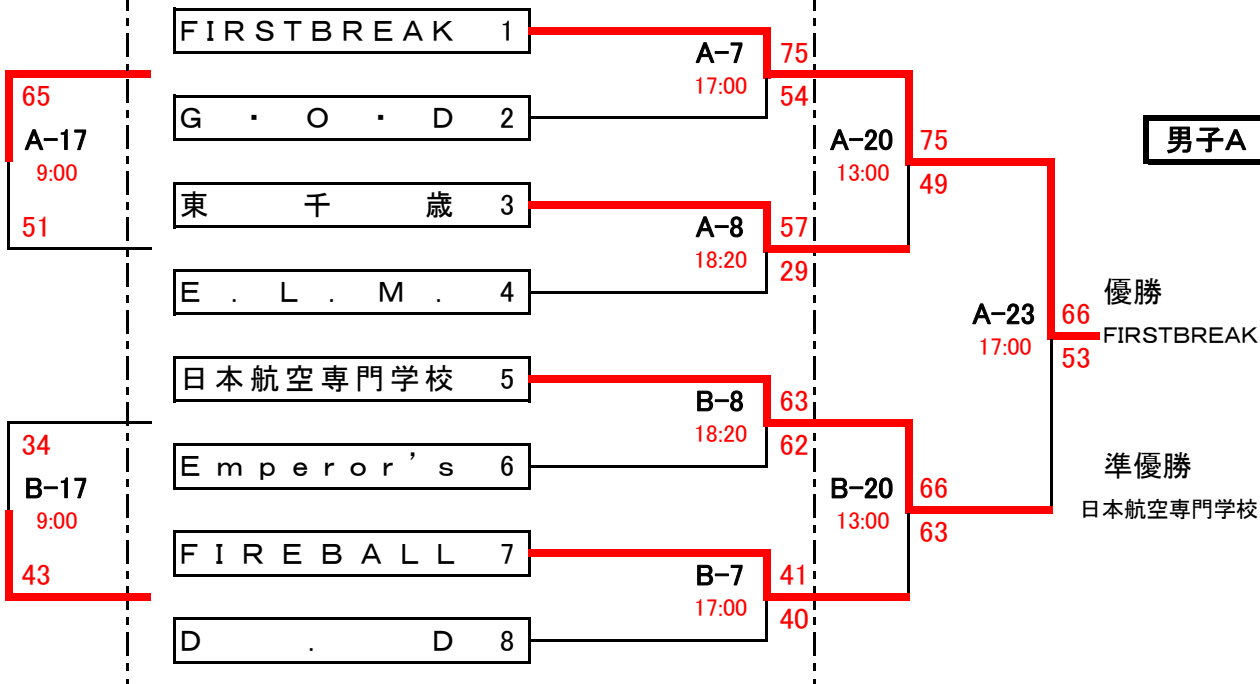 FIRSTBREAK 1
A-7 75
17:00 54
65
A-17
9:00
51
G・O・D 2
A-20 75
13:00 49
男子A
東千歳 3
A-8 57
18:20 29
E.L.M. 4
優勝
A-23 66
17:00 53
FIRSTBREAK
日本航空専門学校 5
B-8 63
18:20 62
34
B-17
9:00
43
Emperor's 6
準優勝
日本航空専門学校
B-20 66
13:00 63
FIREBALL 7
B-7 41
17:00 40
D.D 8